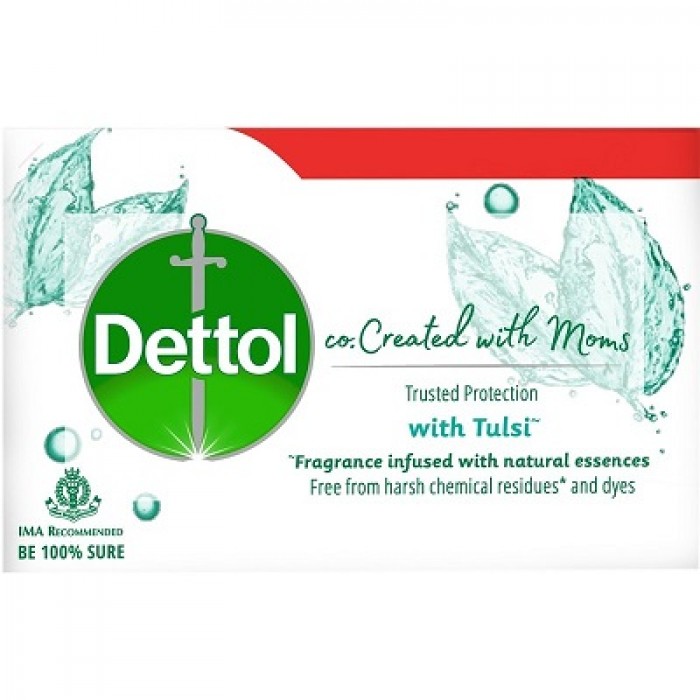 Dettol
co.Created with Moms
Trusted Protection
with Tulsi~
~Fragrance infused with natural essences
Free from harsh chemical residues* and dyes
IMA RECOMMENDED
BE 100% SURE